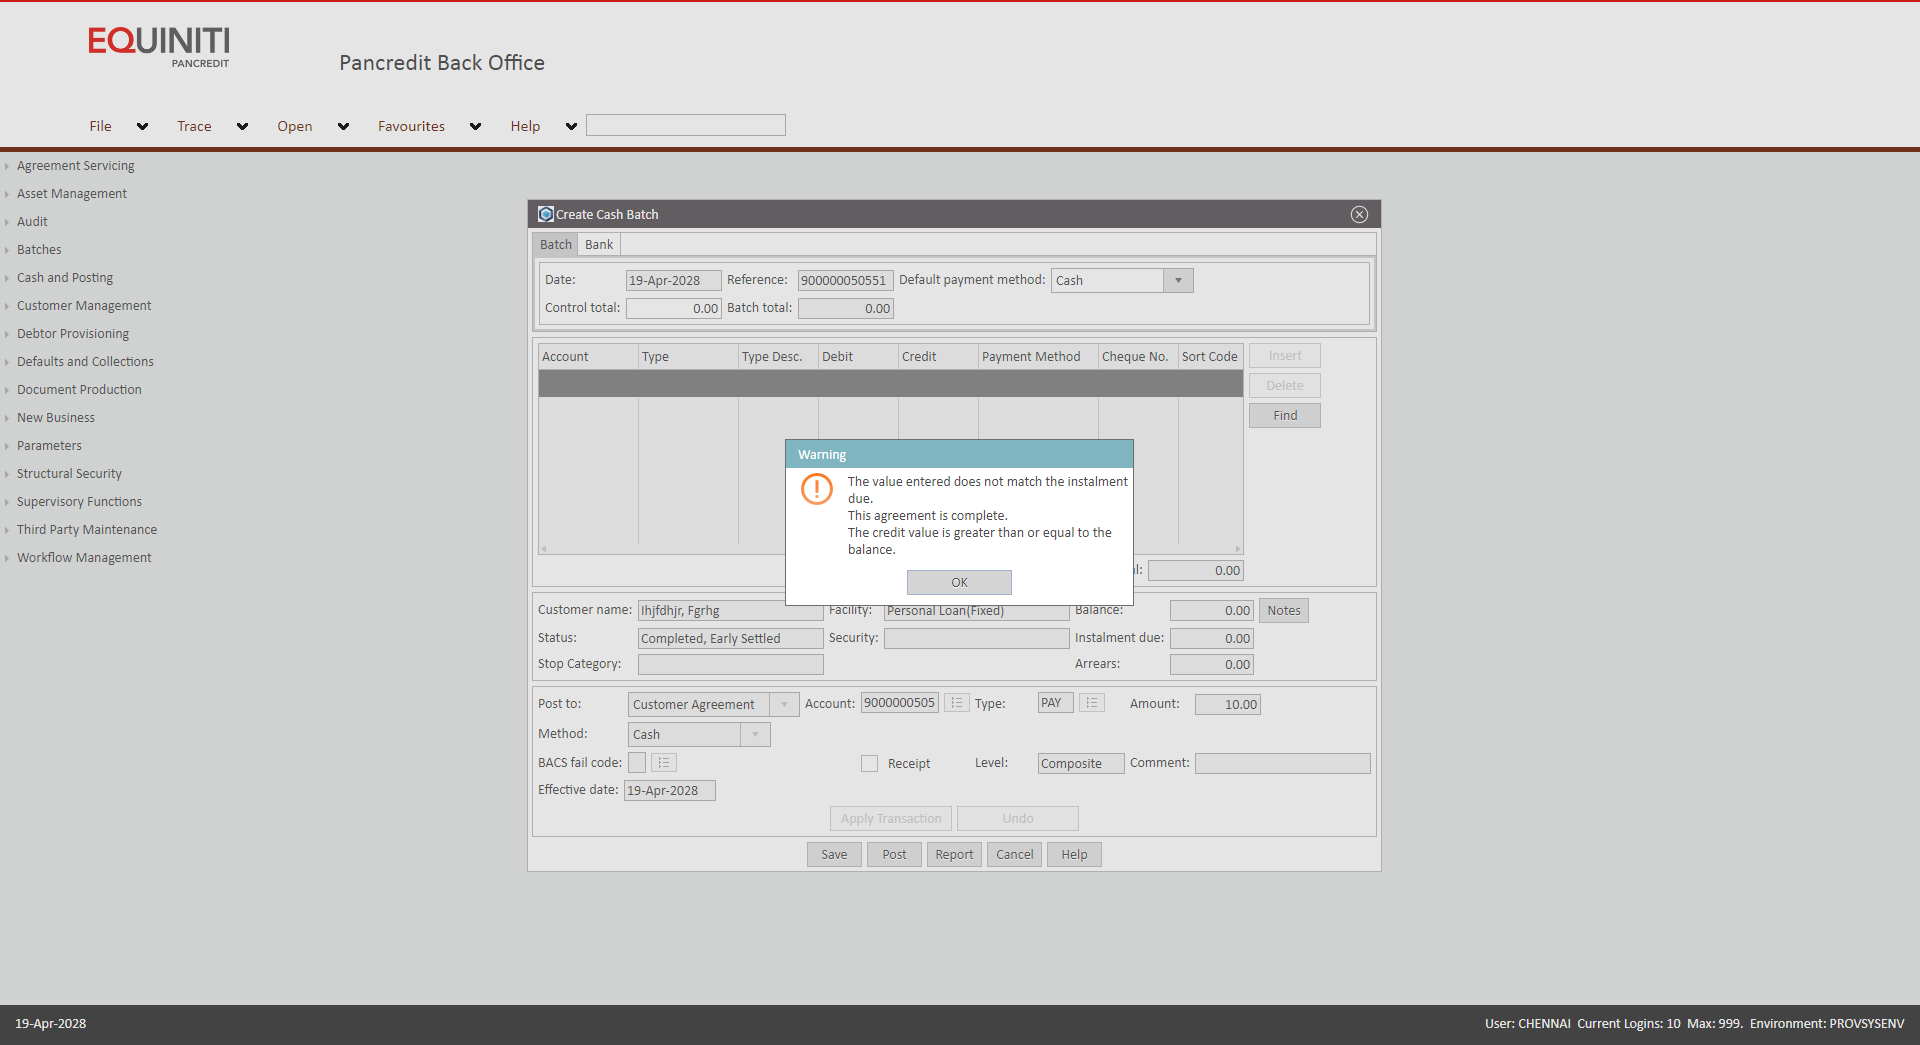 EQUINITI
PANCREDIT
Pancredit Back Office
File Trace Open Favourites Help
Agreement Servicing
Asset Management
Audit
Batches
Cash and Posting
Customer Management
Debtor Provisioning
Defaults and Collections
Document Production
New Business
Parameters
Structural Security
Supervisory Functions
Third Party Maintenance
Workflow Management
Create Cash Batch
Batch Bank
Date: 19-Apr-2028 Reference: 900000050551 Default payment method: Cash
Control total: 0.00 Batch total: 0.00
Account Type Type Desc. Debit Credit Payment Method Cheque No. Sort Code
Insert
Delete
Find
Warning
The value entered does not match the instalment
due.
This agreement is complete.
The credit value is greater than or equal to the
balance.
OK
0.00
Customer name: Ihjfdhjr, Fgrhg Facility: Personal Loan(Fixed) Balance: 0.00 Notes
Status: Completed, Early Settled Security: Instalment due: 0.00
Stop Category: Arrears: 0.00
Post to: Customer Agreement Account: 9000000505 Type: PAY Amount: 10.00
Method: Cash
BACS fail code: Receipt Level: Composite Comment:
Effective date: 19-Apr-2028
Apply Transaction Undo
Save Post Report Cancel Help
19-Apr-2028 User: CHENNAI Current Logins: 10 Max: 999. Environment: PROVSYSENV